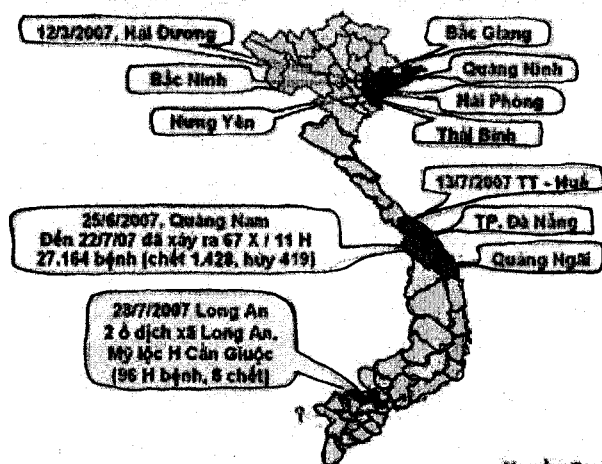 12/3/2007, Hải Dương
Bắc Ninh
Hưng Yên
Bắc Giang
Quảng Ninh
Hải Phòng
Thái Bình
13/7/2007 TT - Huế
TP. Đà Nẵng
Quảng Ngãi
25/6/2007, Quảng Nam
Đến 22/7/07 đã xảy ra 67 X / 11 H
27.164 bệnh (chết 1.428, hủy 419)
28/7/2007 Long An
2 ổ dịch xã Long An,
Mỹ lộc H Cần Giuộc
(96 H bệnh, 8 chết)